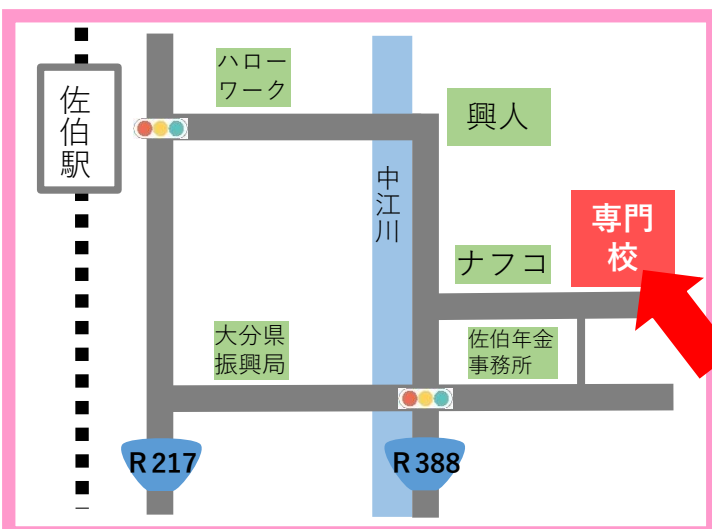 佐伯駅
ハロー
ワーク
興人
中江川
専門
校
ナフコ
大分県
振興局
佐伯年金
事務所
R217
R388